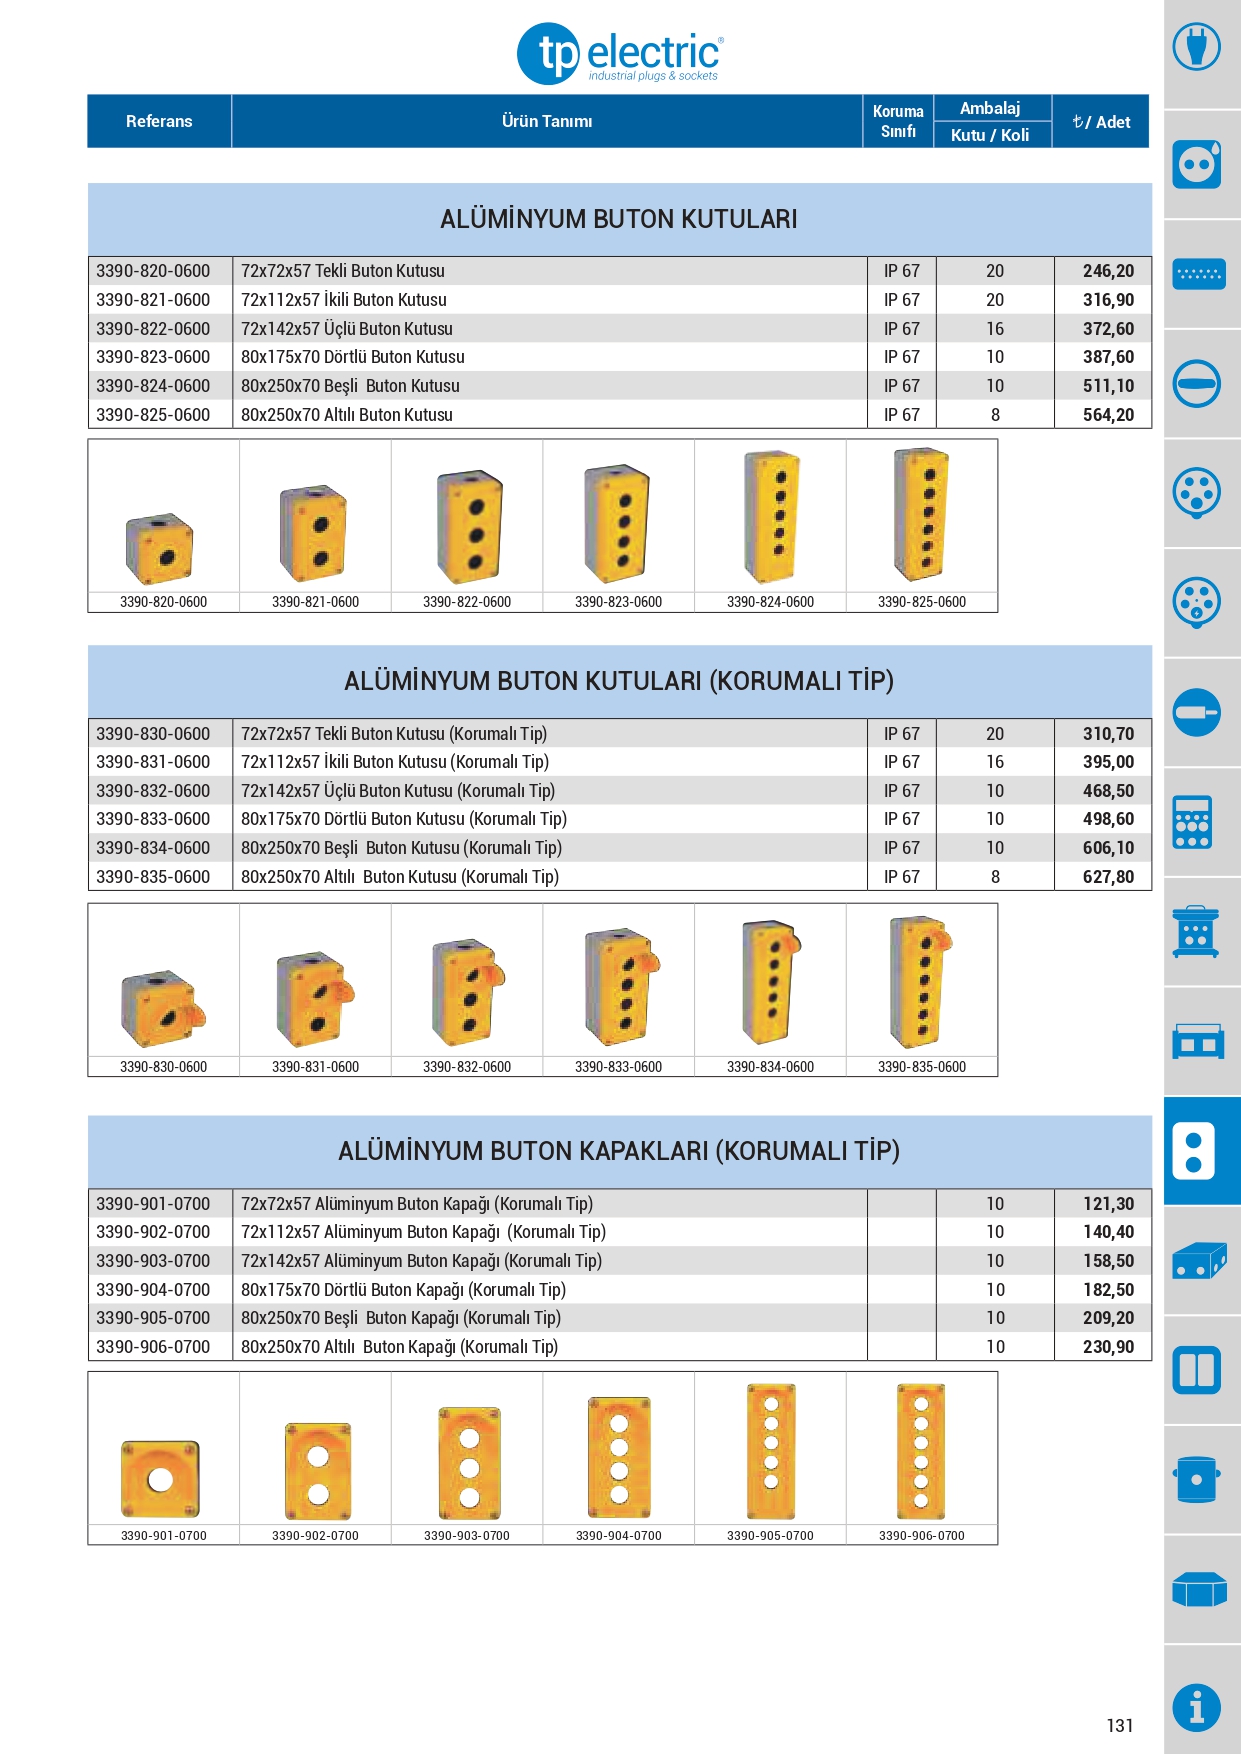 tp electric®
industrial plugs & sockets
Referans Ürün Tanımı Koruma Sınıfı Ambalaj Kutu / Koli ₺/ Adet
ALÜMİNYUM BUTON KUTULARI
3390-820-0600 72x72x57 Tekli Buton Kutusu IP 67 20 246,20
3390-821-0600 72x112x57 İkili Buton Kutusu IP 67 20 316,90
3390-822-0600 72x142x57 Üçlü Buton Kutusu IP 67 16 372,60
3390-823-0600 80x175x70 Dörtlü Buton Kutusu IP 67 10 387,60
3390-824-0600 80x250x70 Beşli Buton Kutusu IP 67 10 511,10
3390-825-0600 80x250x70 Altılı Buton Kutusu IP 67 8 564,20
3390-820-0600 3390-821-0600 3390-822-0600 3390-823-0600 3390-824-0600 3390-825-0600
ALÜMİNYUM BUTON KUTULARI (KORUMALI TİP)
3390-830-0600 72x72x57 Tekli Buton Kutusu (Korumalı Tip) IP 67 20 310,70
3390-831-0600 72x112x57 İkili Buton Kutusu (Korumalı Tip) IP 67 16 395,00
3390-832-0600 72x142x57 Üçlü Buton Kutusu (Korumalı Tip) IP 67 10 468,50
3390-833-0600 80x175x70 Dörtlü Buton Kutusu (Korumalı Tip) IP 67 10 498,60
3390-834-0600 80x250x70 Beşli Buton Kutusu (Korumalı Tip) IP 67 10 606,10
3390-835-0600 80x250x70 Altılı Buton Kutusu (Korumalı Tip) IP 67 8 627,80
3390-830-0600 3390-831-0600 3390-832-0600 3390-833-0600 3390-834-0600 3390-835-0600
ALÜMİNYUM BUTON KAPAKLARI (KORUMALI TİP)
3390-901-0700 72x72x57 Alüminyum Buton Kapağı (Korumalı Tip) 10 121,30
3390-902-0700 72x112x57 Alüminyum Buton Kapağı (Korumalı Tip) 10 140,40
3390-903-0700 72x142x57 Alüminyum Buton Kapağı (Korumalı Tip) 10 158,50
3390-904-0700 80x175x70 Dörtlü Buton Kapağı (Korumalı Tip) 10 182,50
3390-905-0700 80x250x70 Beşli Buton Kapağı (Korumalı Tip) 10 209,20
3390-906-0700 80x250x70 Altılı Buton Kapağı (Korumalı Tip) 10 230,90
3390-901-0700 3390-902-0700 3390-903-0700 3390-904-0700 3390-905-0700 3390-906-0700
131